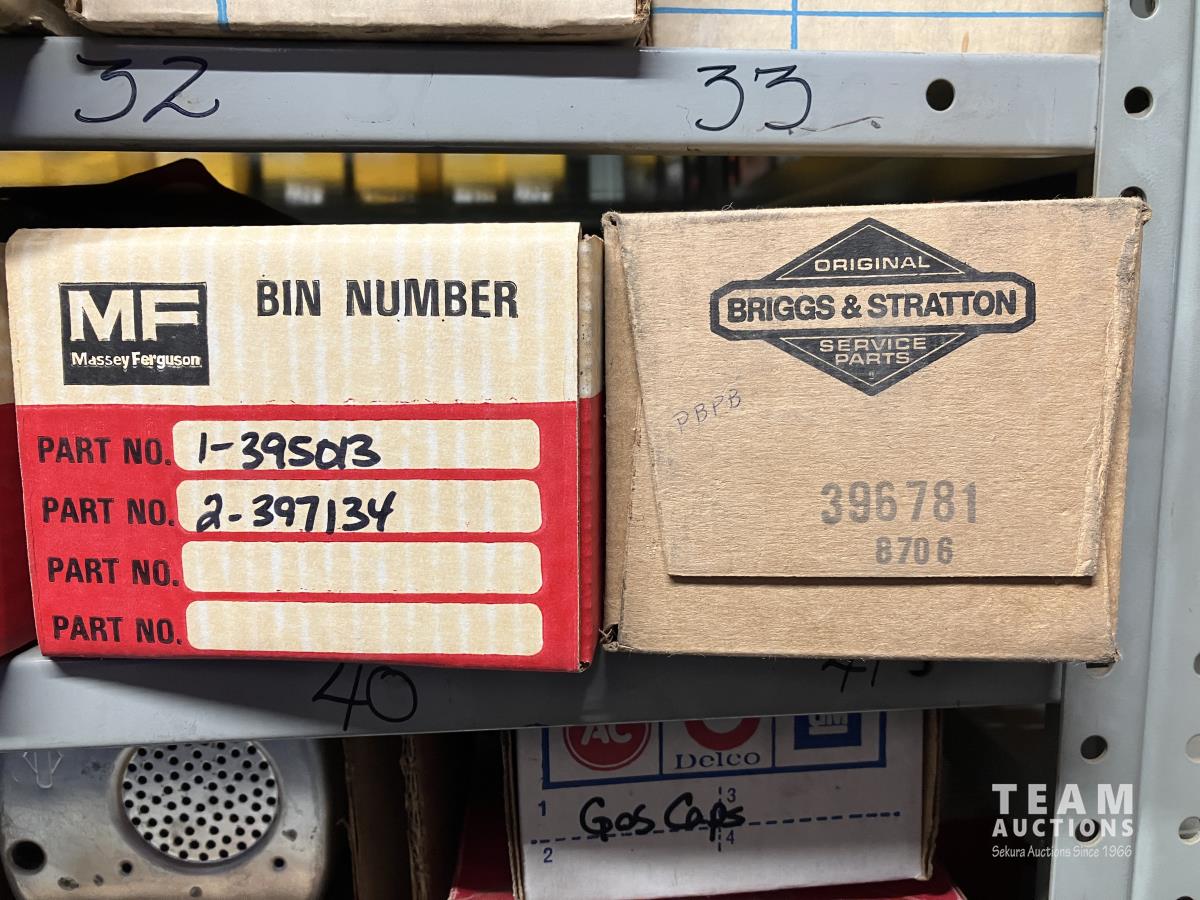 32
33
MF
Massey Ferguson
BIN NUMBER
PART NO. 1-395013
PART NO. 2-397134
PART NO.
PART NO.
ORIGINAL
BRIGGS & STRATTON
SERVICE
PARTS
PBPB
396781
8706
40
41
AC
Delco
GM
1
3
Gas Caps
2
4
TEAM
AUCTIONS
Sekura Auctions Since 1966